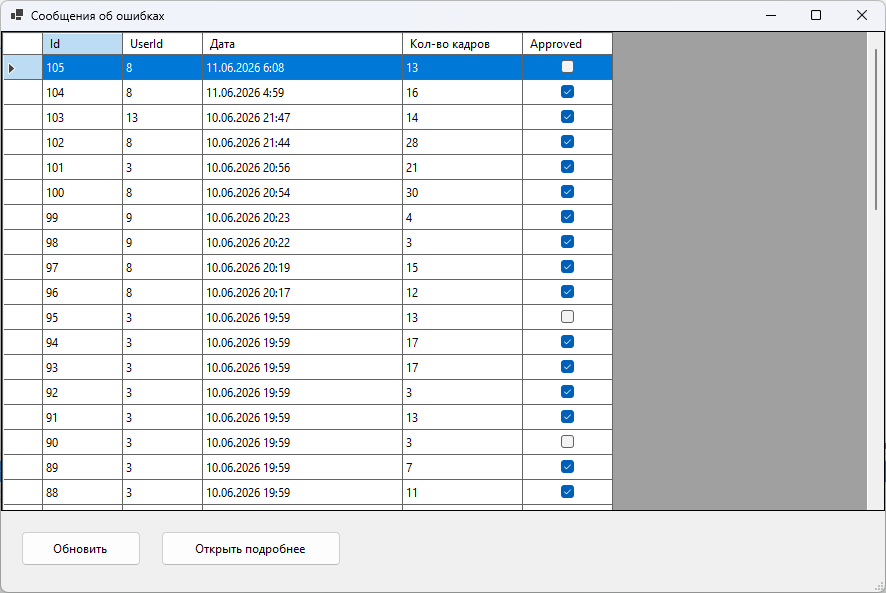 Сообщения об ошибках
Id UserId Дата Кол-во кадров Approved
105 8 11.06.2026 6:08 13
104 8 11.06.2026 4:59 16
103 13 10.06.2026 21:47 14
102 8 10.06.2026 21:44 28
101 3 10.06.2026 20:56 21
100 8 10.06.2026 20:54 30
99 9 10.06.2026 20:23 4
98 9 10.06.2026 20:22 3
97 8 10.06.2026 20:19 15
96 8 10.06.2026 20:17 12
95 3 10.06.2026 19:59 13
94 3 10.06.2026 19:59 17
93 3 10.06.2026 19:59 17
92 3 10.06.2026 19:59 3
91 3 10.06.2026 19:59 13
90 3 10.06.2026 19:59 3
89 3 10.06.2026 19:59 7
88 3 10.06.2026 19:59 11
Обновить Открыть подробнее